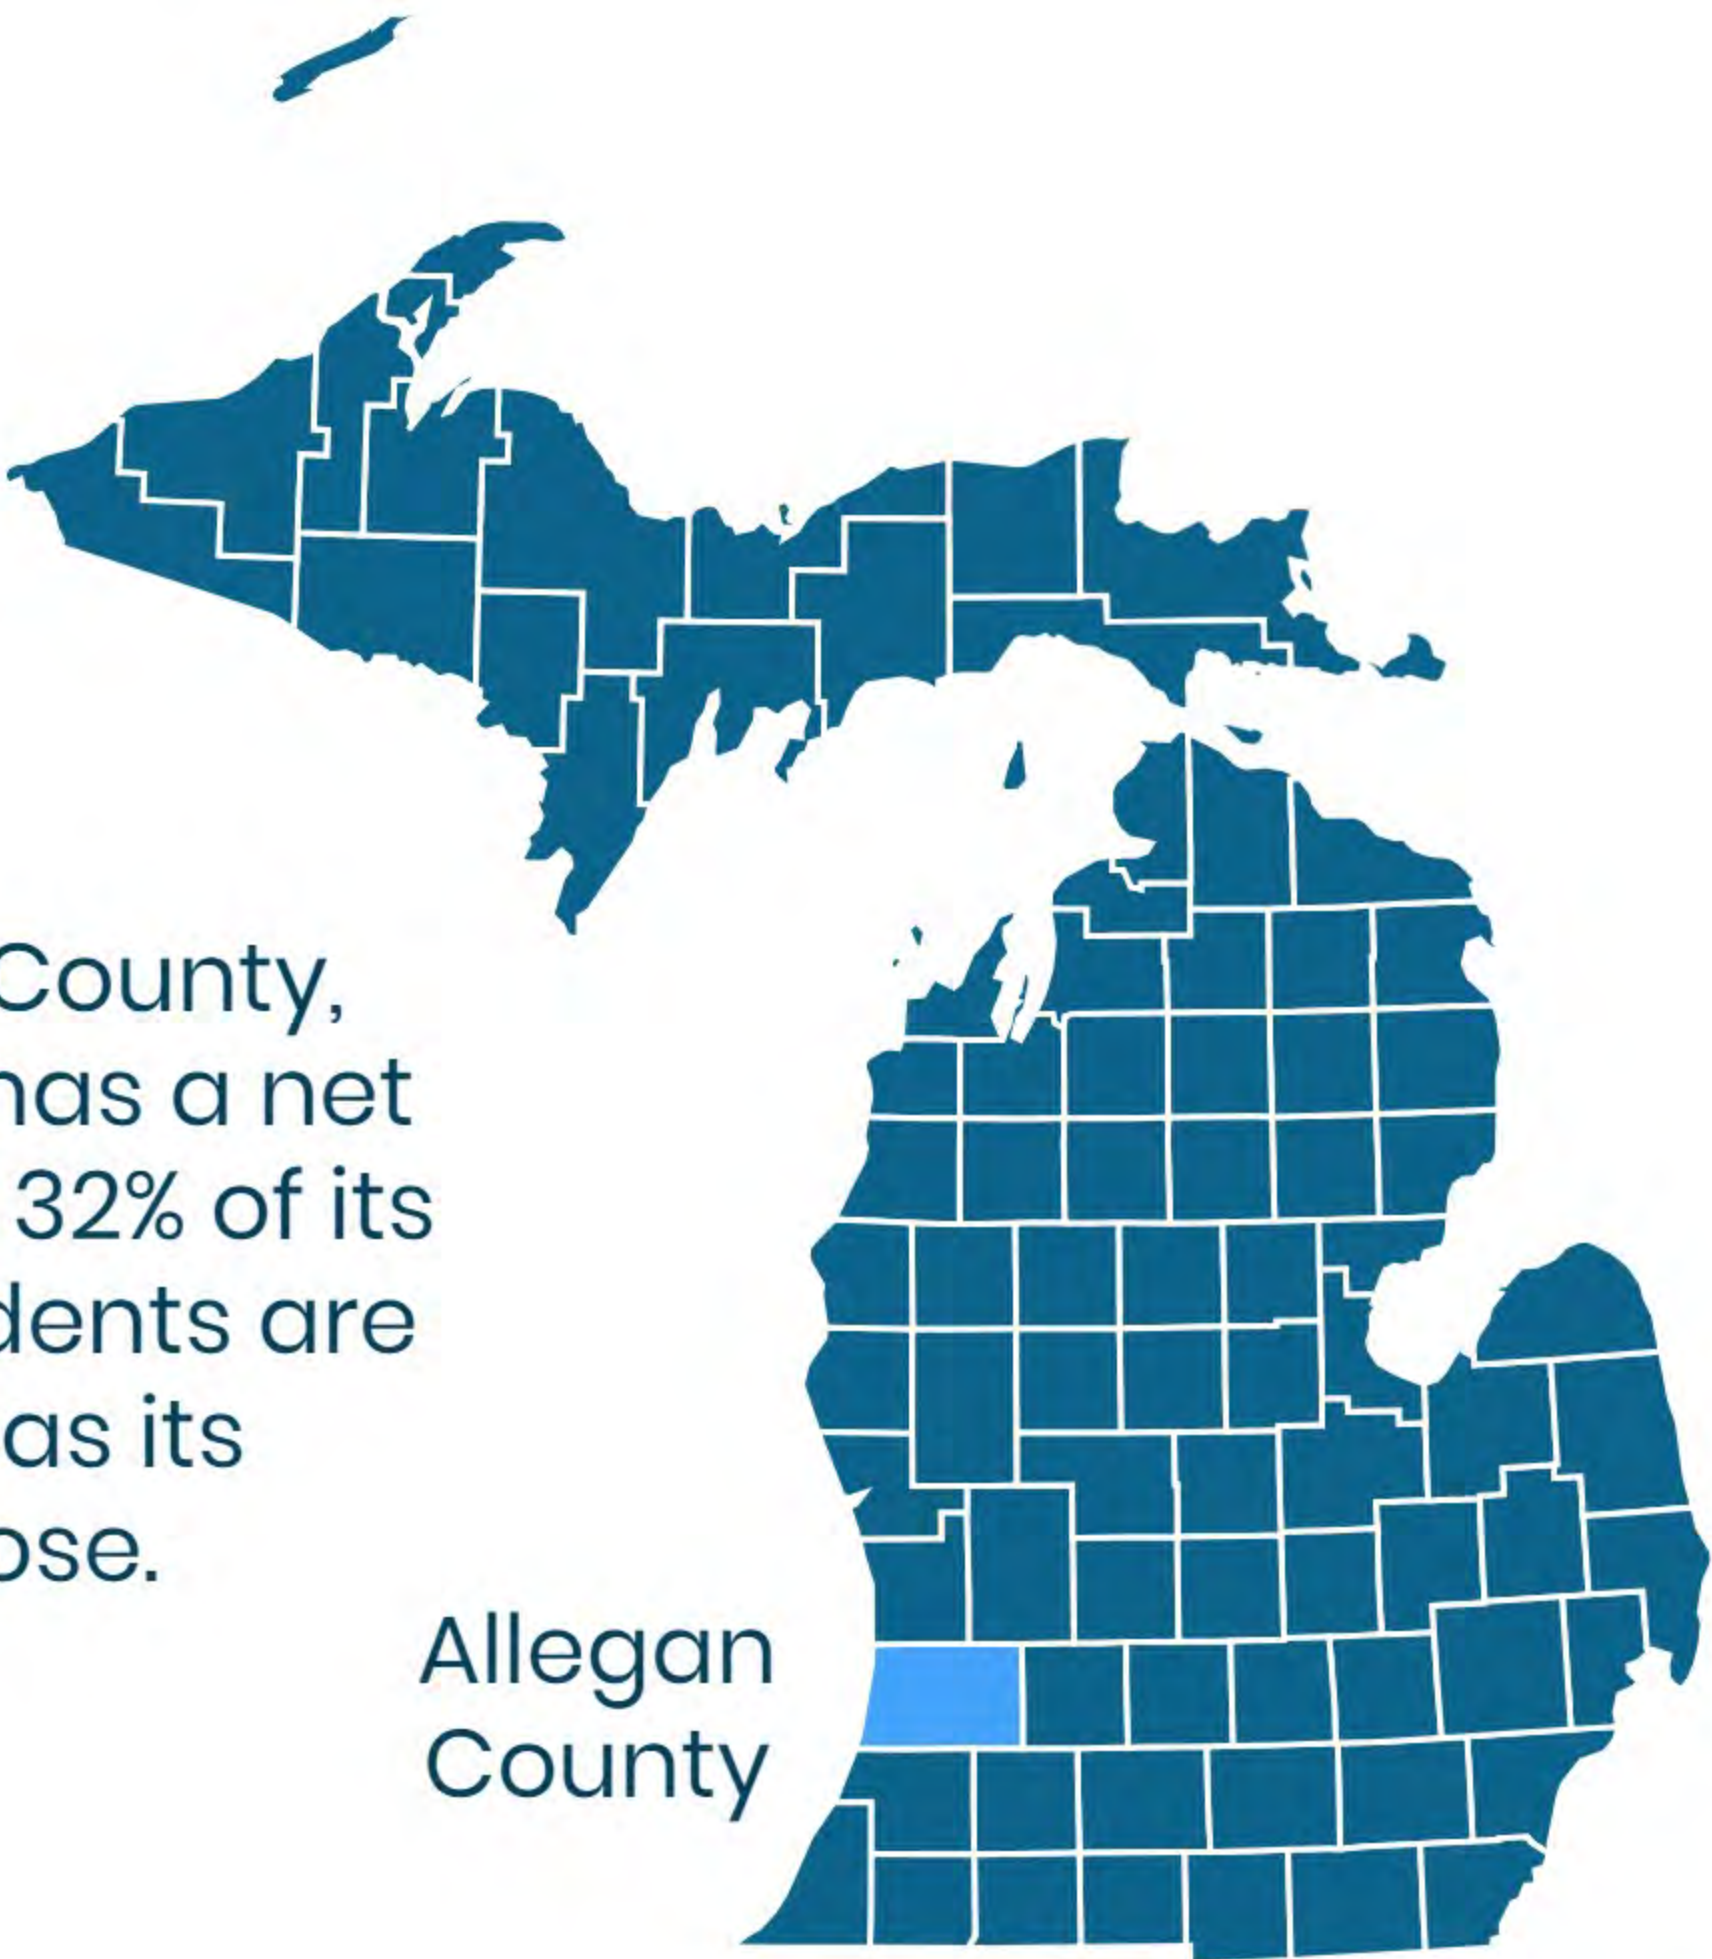 County,
has a net
32% of its
dents are
as its
ose.
Allegan
County